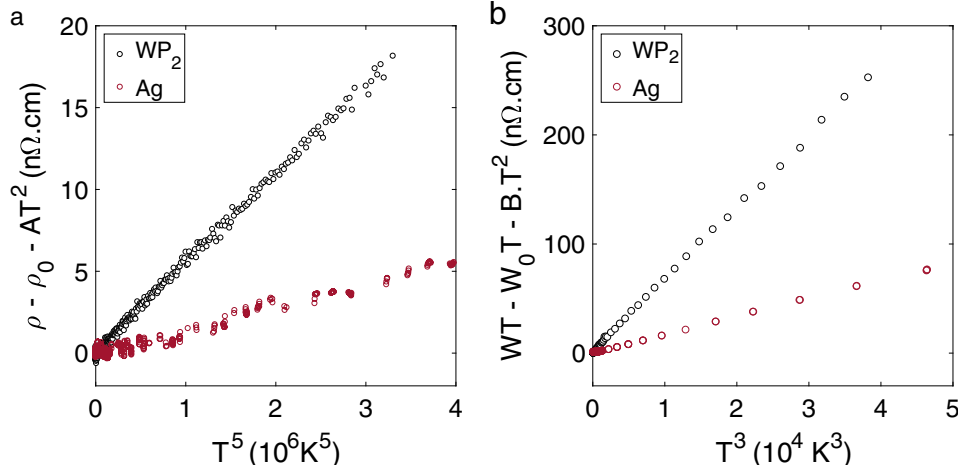 a
20
15
10
5
0
ρ - ρ₀ - AT² (nΩ.cm)
WP₂
Ag
0 1 2 3 4
T⁵ (10⁶K⁵)
b
300
200
100
0
WT - W₀T - B.T² (nΩ.cm)
WP₂
Ag
0 1 2 3 4 5
T³ (10⁴ K³)